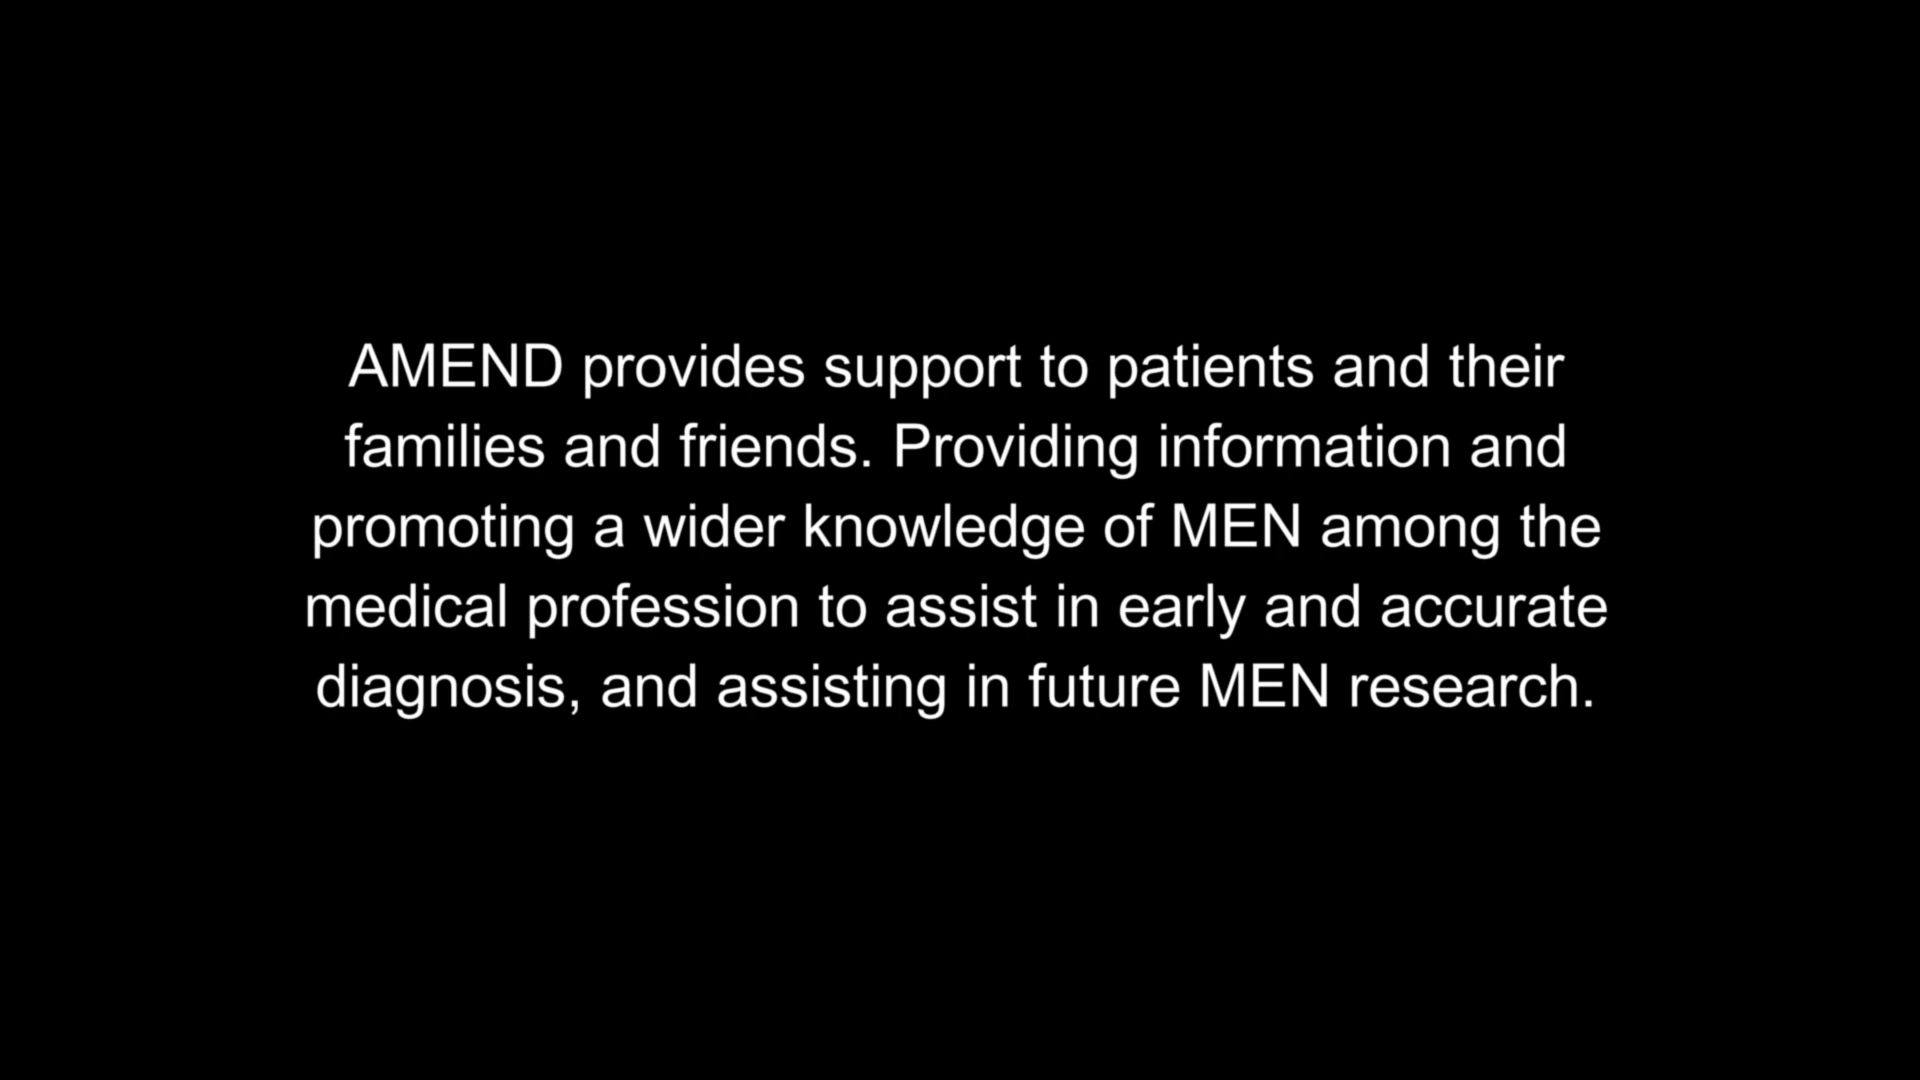 AMEND provides support to patients and their
families and friends. Providing information and
promoting a wider knowledge of MEN among the
medical profession to assist in early and accurate
diagnosis, and assisting in future MEN research.